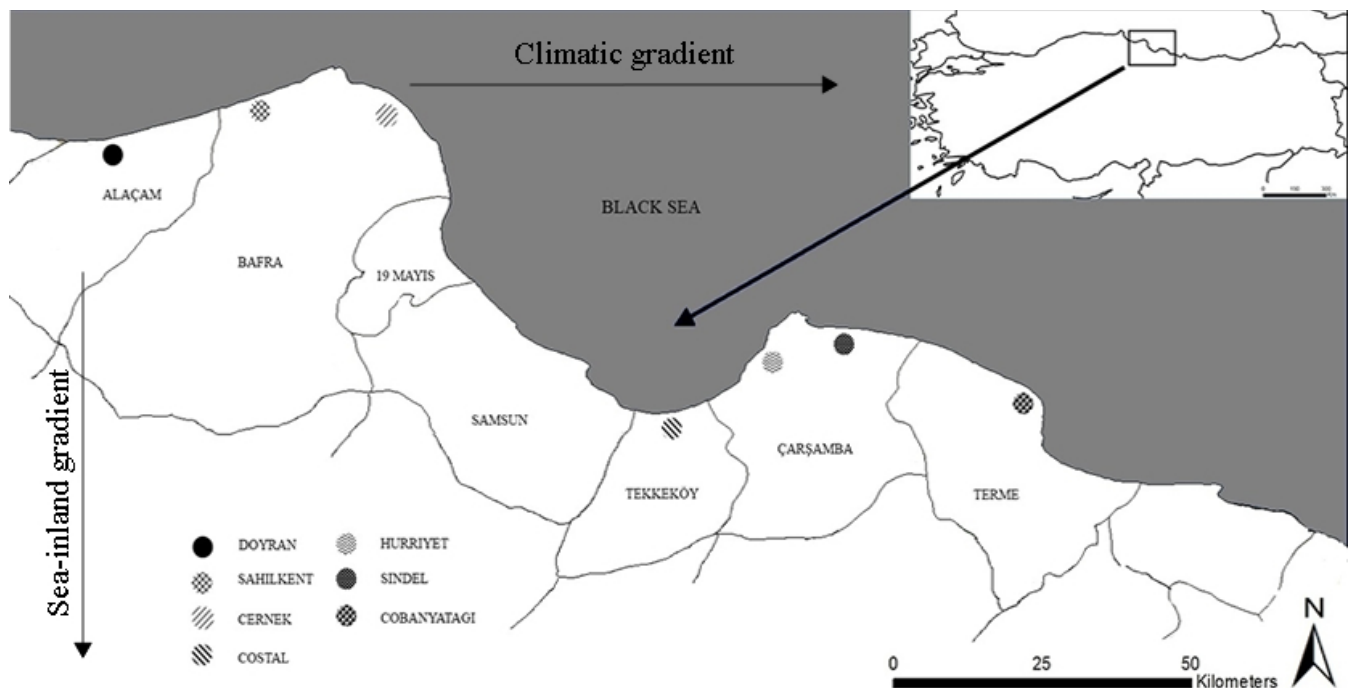 Climatic gradient
BLACK SEA
ALAÇAM
BAFRA
19 MAYIS
SAMSUN
TEKKEKÖY
ÇARŞAMBA
TERME
Sea-inland gradient
DOYRAN
SAHILKENT
CERNEK
COSTAL
HURRIYET
SINDEL
COBANYATAGI
N
0 25 50
Kilometers